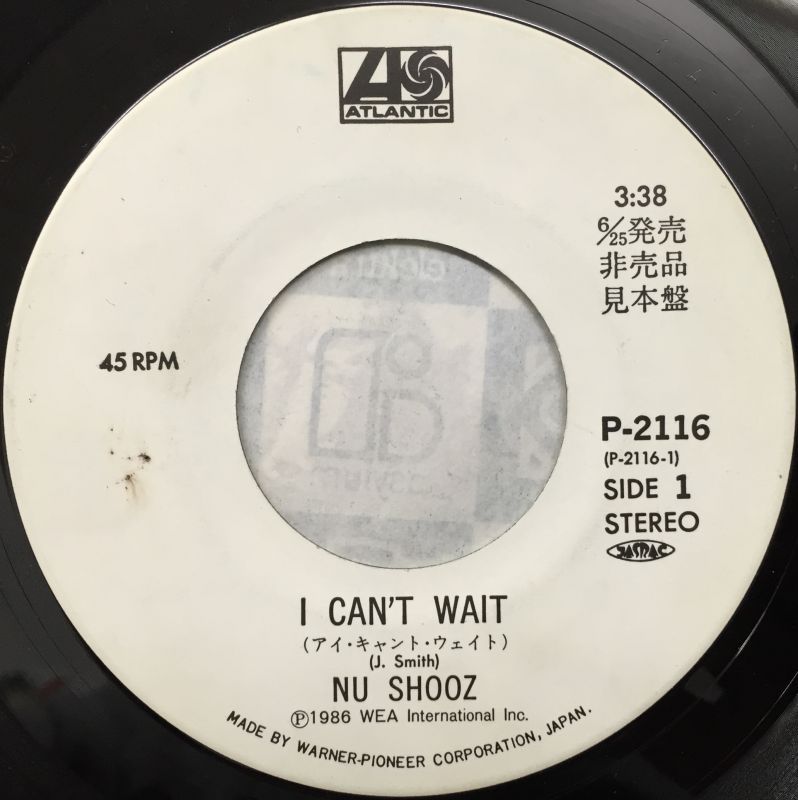 ATLANTIC
3:38
6/25発売
非売品
見本盤
45 RPM
P-2116
(P-2116-1)
SIDE 1
STEREO
JASRAC
I CAN'T WAIT
(アイ・キャント・ウェイト)
(J. Smith)
NU SHOOZ
Ⓟ1986 WEA International Inc.
MADE BY WARNER-PIONEER CORPORATION, JAPAN.